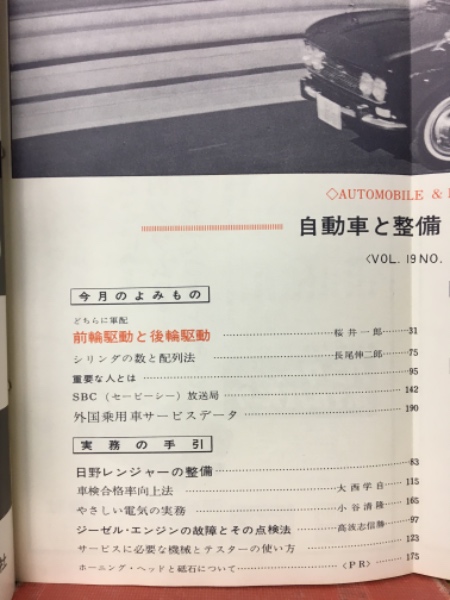 ◇AUTOMOBILE &
自動車と整備
〈VOL. 19 NO.
今月のよみもの
どちらに軍配
前輪駆動と後輪駆動 ……… 桜井一郎 ……31
シリンダの数と配列法 ……… 長尾伸二郎 ……75
重要な人とは ……… 95
SBC (セービーシー) 放送局 ……… 142
外国乗用車サービスデータ ……… 190
実務の手引
日野レンジャーの整備 ……… 83
車検合格率向上法 ……… 大西学 ……115
やさしい電気の実務 ……… 小谷清隆 ……165
ジーゼル・エンジンの故障とその点検法 ……… 高波志信勝 ……97
サービスに必要な機械とテスターの使い方 ……… 123
ホーニング・ヘッドと砥石について ……… 〈PR〉 ……175
社